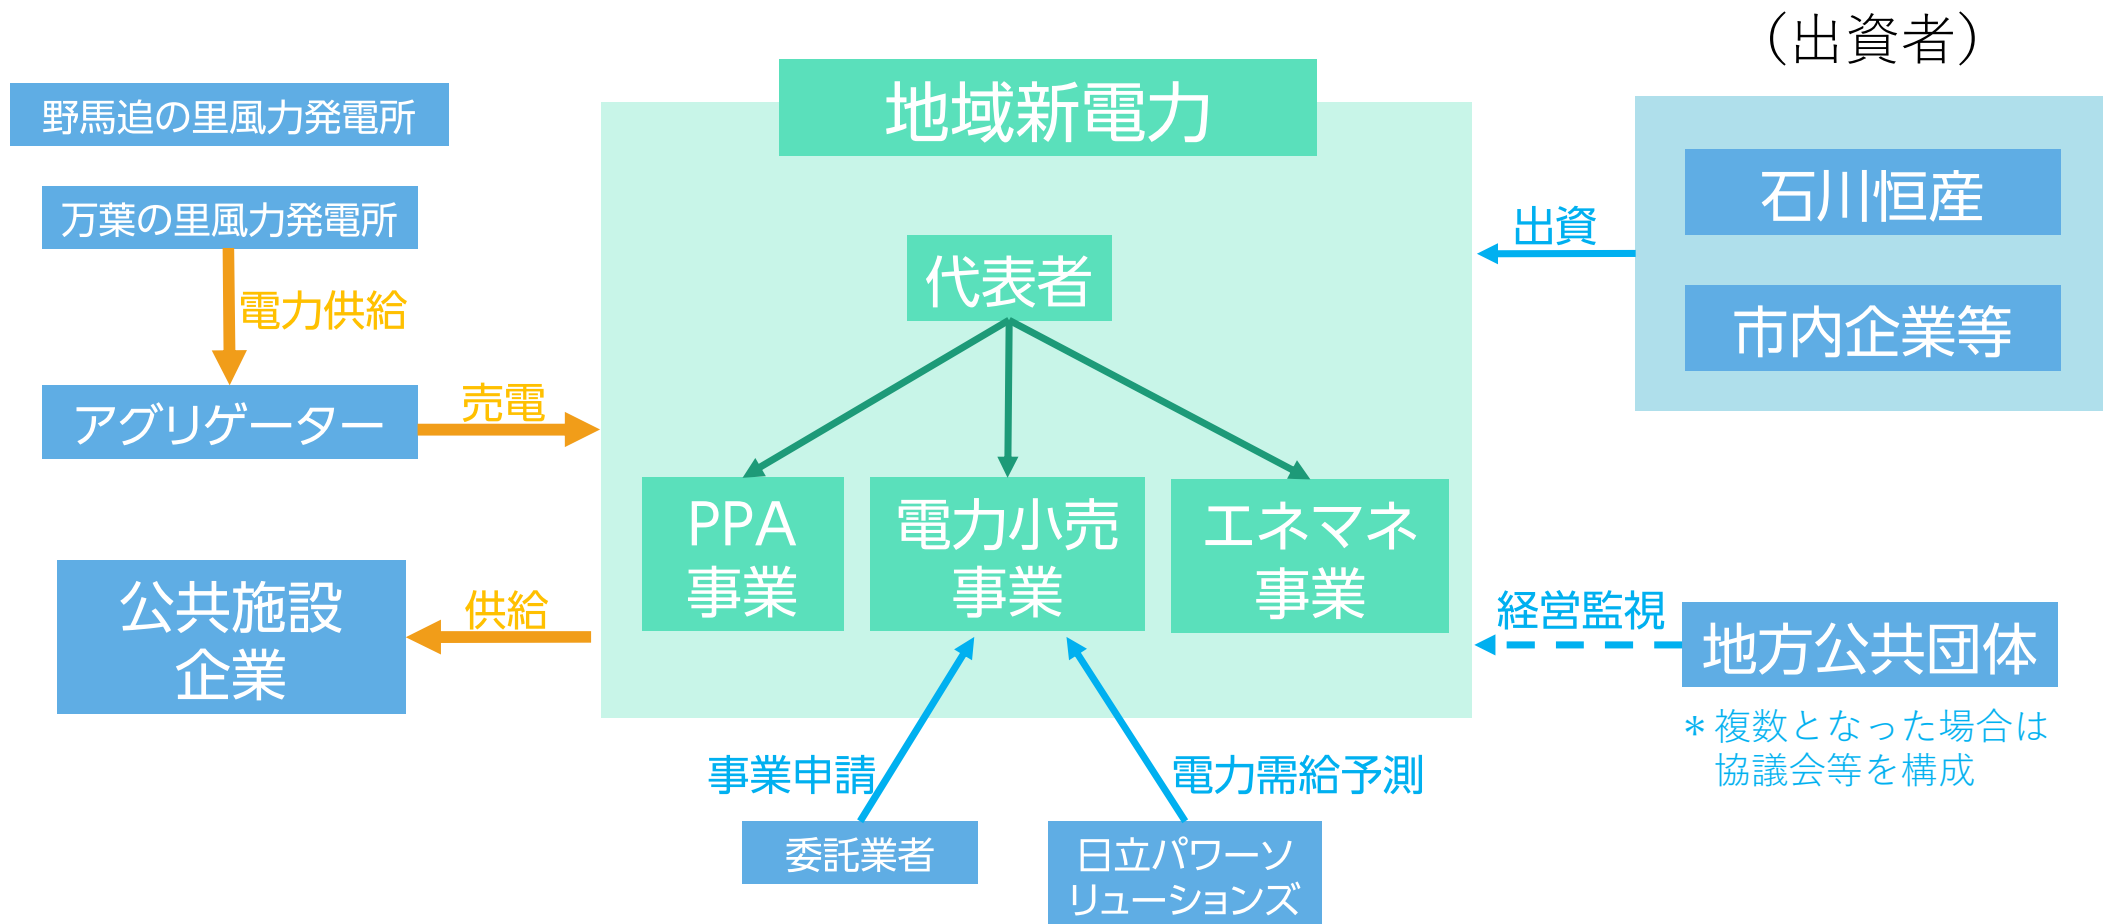 （出資者）
地域新電力
野馬追の里風力発電所
石川恒産
万葉の里風力発電所
出資
代表者
電力供給
市内企業等
売電
アグリゲーター
PPA
事業
電力小売
事業
エネマネ
事業
公共施設
企業
供給
経営監視
地方公共団体
＊複数となった場合は
協議会等を構成
事業申請
電力需給予測
委託業者
日立パワーソ
リューションズ